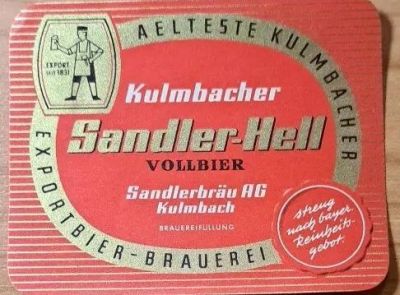 AELTESTE KULMBACHER
EXPORTBIER-BRAUEREI
EXPORT
SEIT 1831
Kulmbacher
Sandler-Hell
VOLLBIER
Sandlerbräu AG
Kulmbach
BRAUEREIFÜLLUNG
streng
nach bayer.
Reinheits-
gebot.